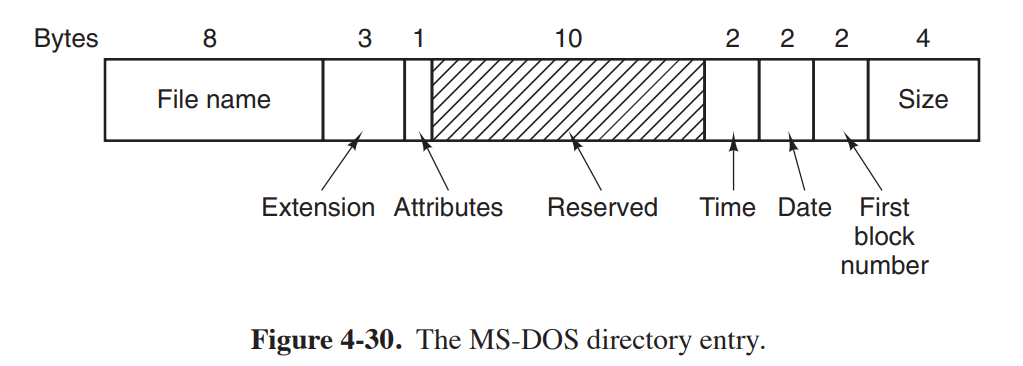 Bytes 8 3 1 10 2 2 2 4
File name Size
Extension Attributes Reserved Time Date First
block
number
Figure 4-30. The MS-DOS directory entry.